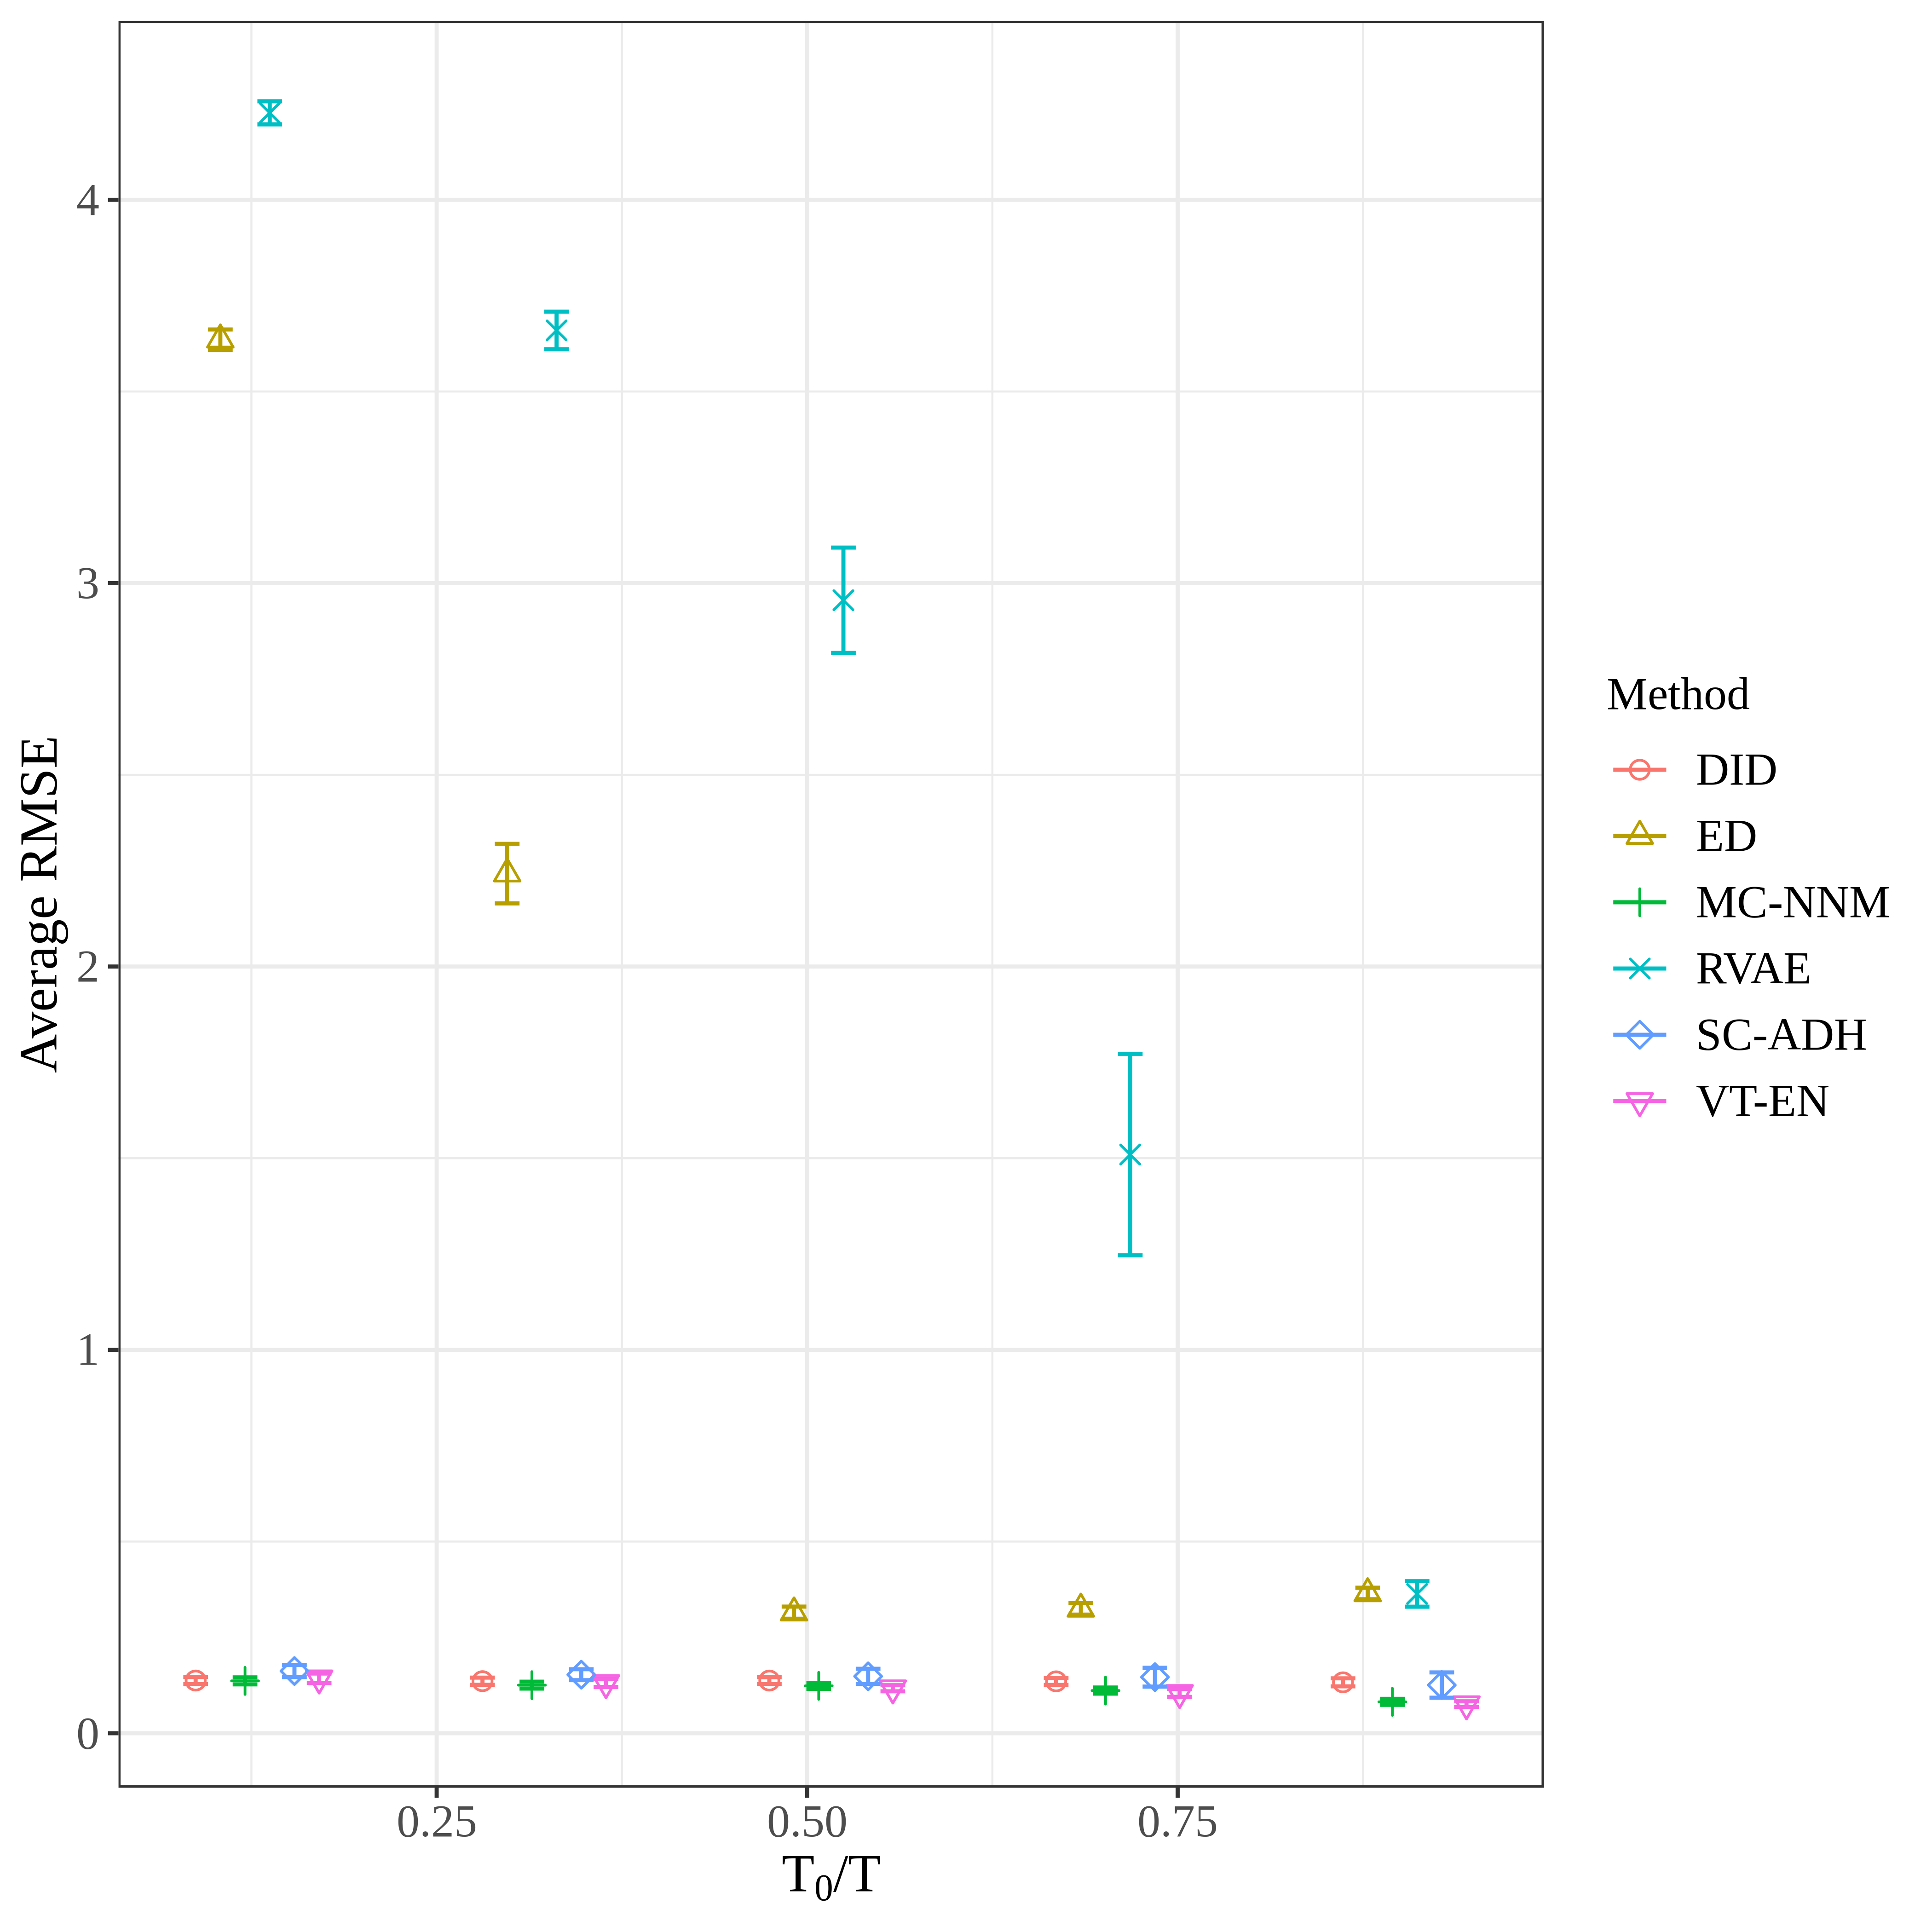 4
3
2
1
0
Average RMSE
0.25 0.50 0.75
T₀/T
Method
DID
ED
MC-NNM
RVAE
SC-ADH
VT-EN